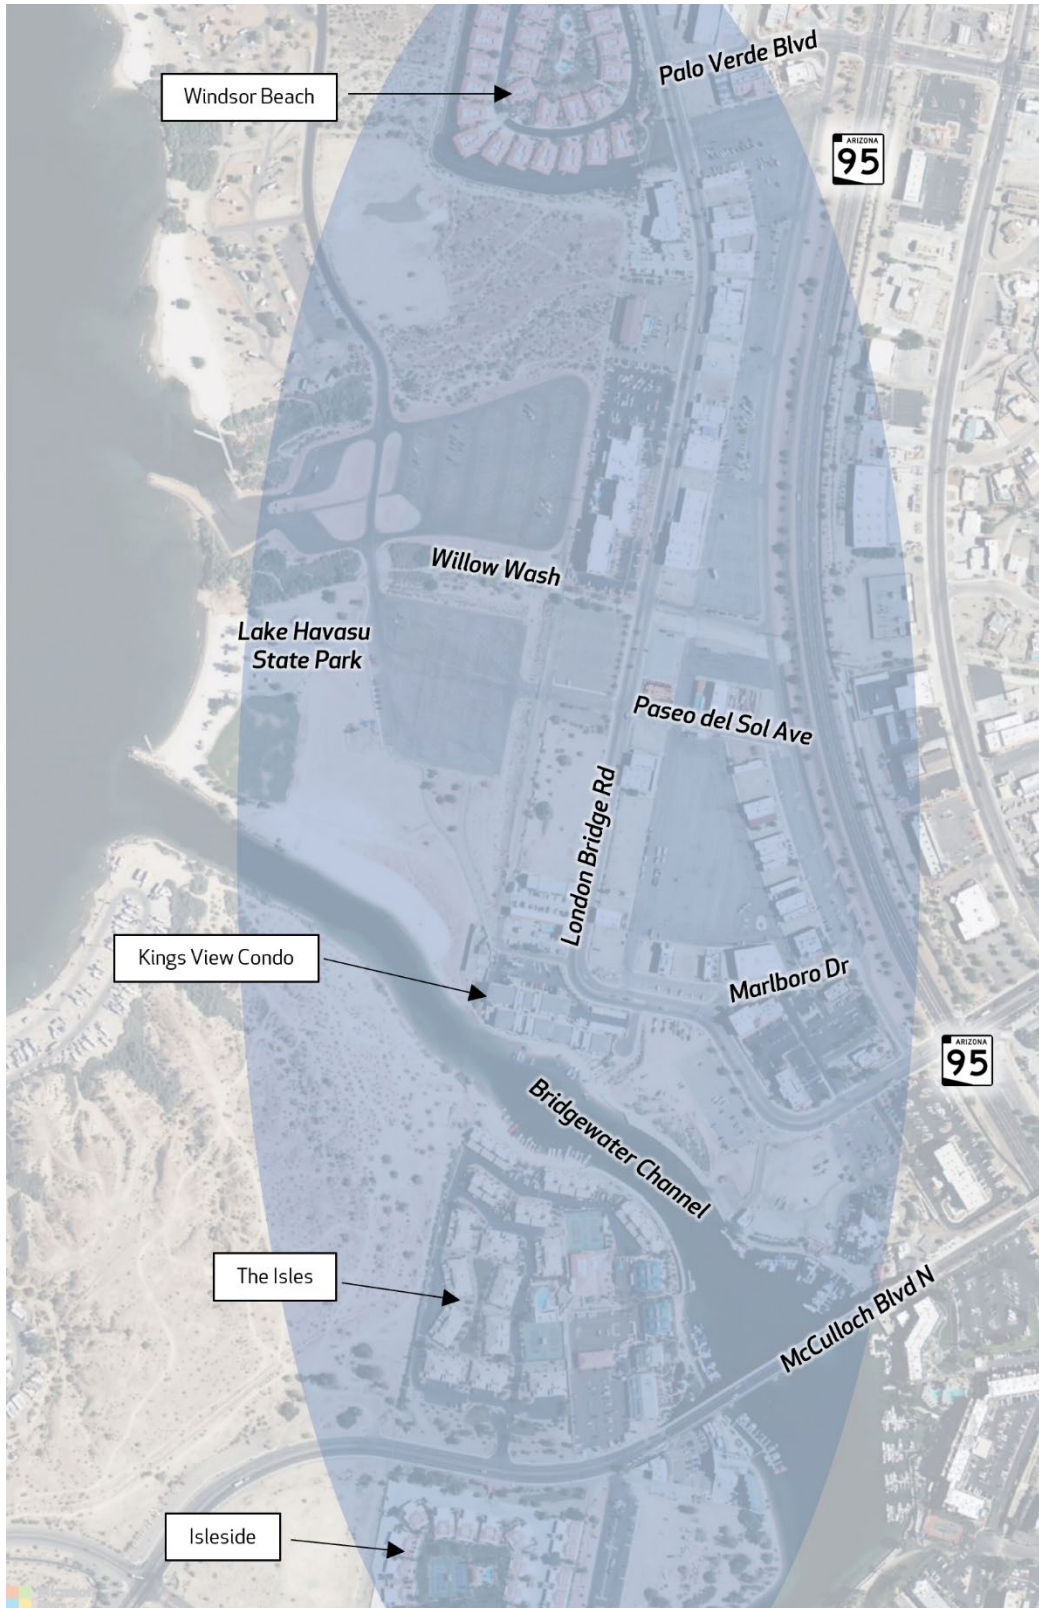 Palo Verde Blvd
Windsor Beach
ARIZONA
95
Willow Wash
Lake Havasu
State Park
Paseo del Sol Ave
London Bridge Rd
Kings View Condo
Marlboro Dr
ARIZONA
95
Bridgewater Channel
The Isles
McCulloch Blvd N
Isleside